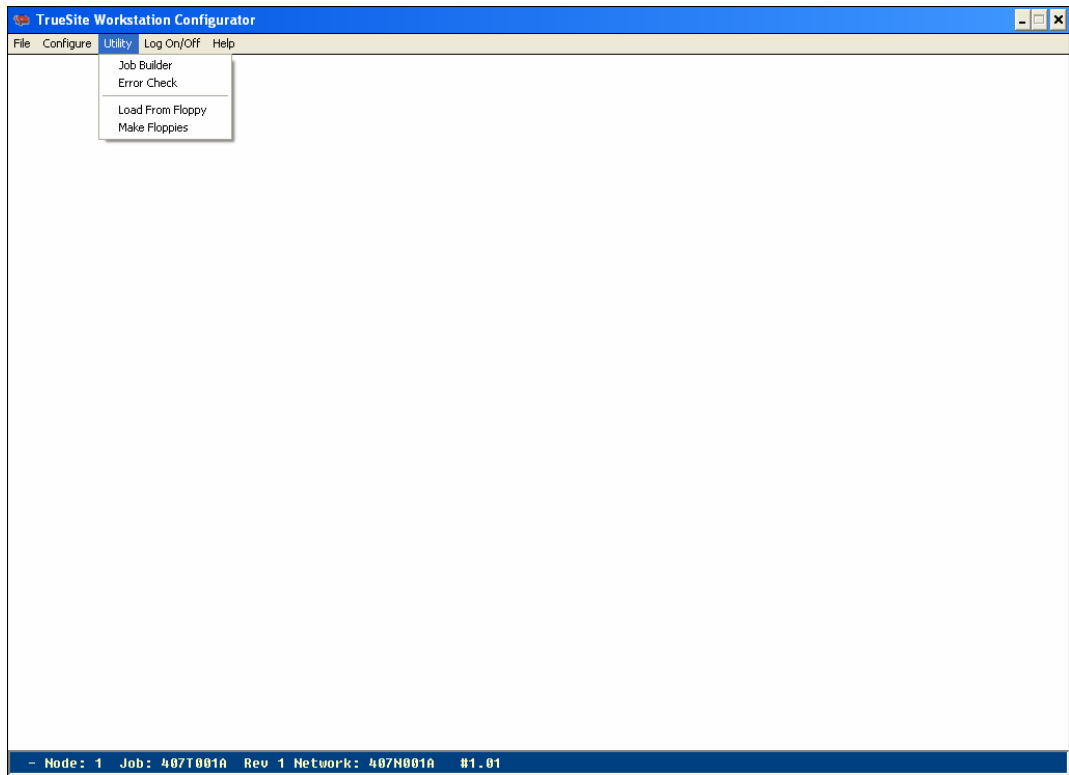 TrueSite Workstation Configurator
File Configure Utility Log On/Off Help
Job Builder
Error Check
Load From Floppy
Make Floppies
- Node: 1 Job: 407T001A Rev 1 Network: 407N001A #1.01